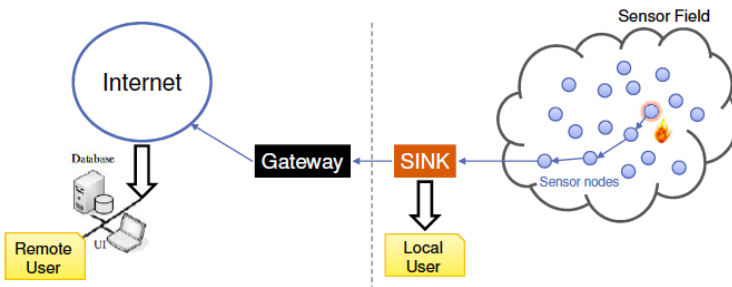 Sensor Field
Internet
Database
Gateway
SINK
Sensor nodes
UI
Remote
User
Local
User